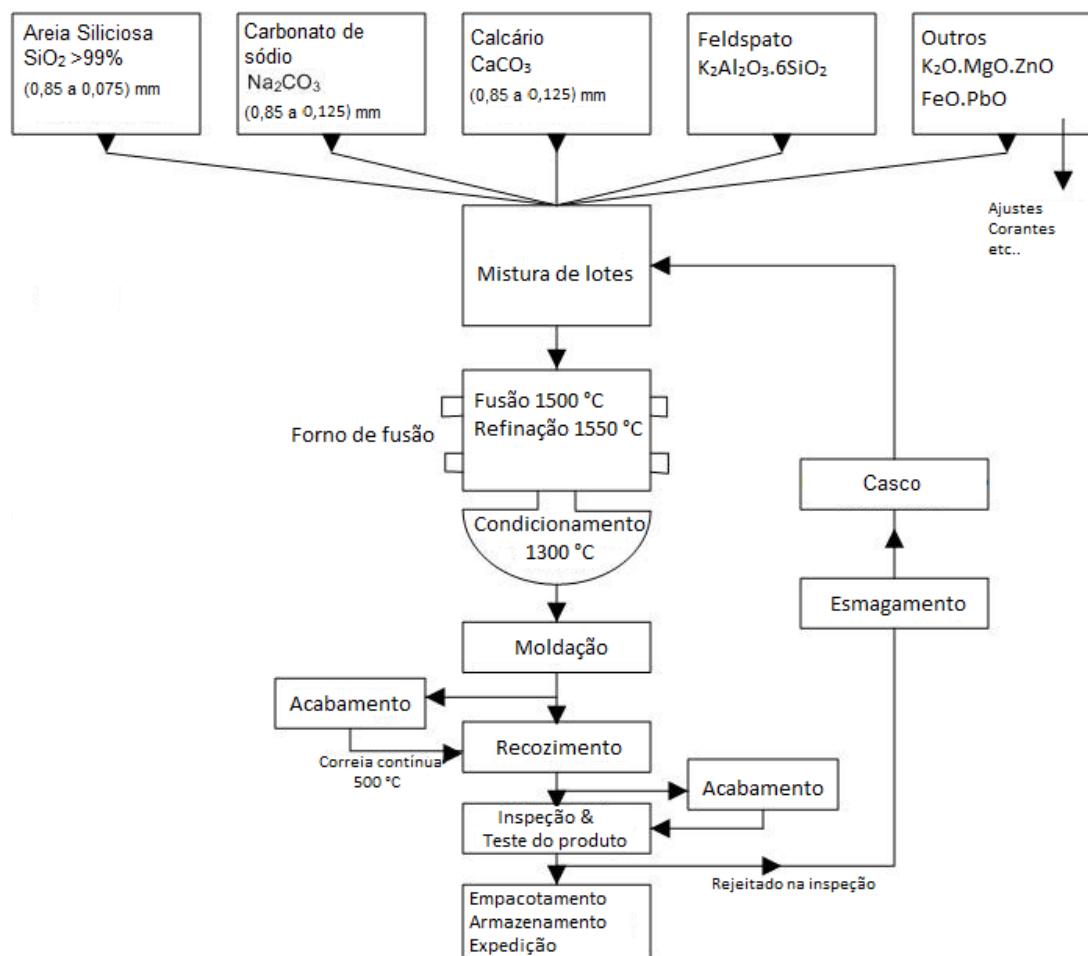 Areia Siliciosa
SiO₂ >99%
(0,85 a 0,075) mm
Carbonato de
sódio
Na₂CO₃
(0,85 a 0,125) mm
Calcário
CaCO₃
(0,85 a 0,125) mm
Feldspato
K₂Al₂O₃.6SiO₂
Outros
K₂O.MgO.ZnO
FeO.PbO
Ajustes
Corantes
etc..
Mistura de lotes
Fusão 1500 °C
Refinação 1550 °C
Forno de fusão
Condicionamento
1300 °C
Casco
Esmagamento
Moldação
Acabamento
Recozimento
Correia contínua
500 °C
Acabamento
Inspeção &
Teste do produto
Rejeitado na inspeção
Empacotamento
Armazenamento
Expedição